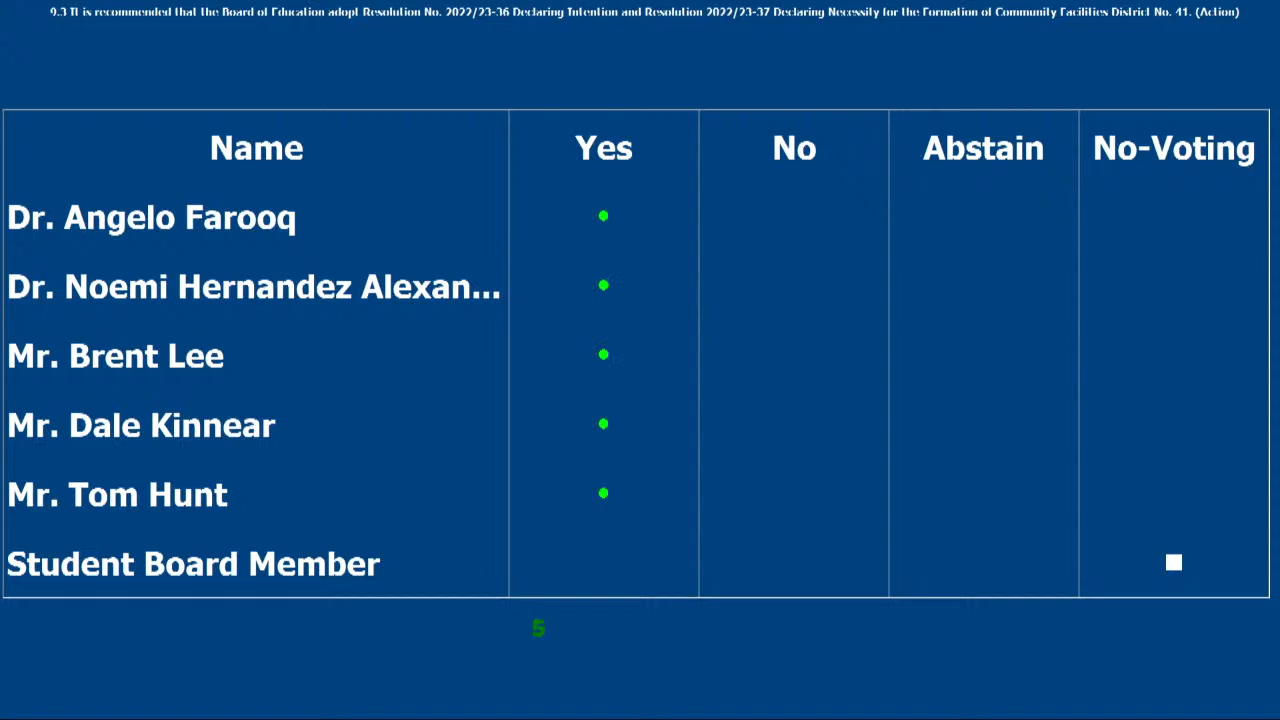 9.3 It is recommended that the Board of Education adopt Resolution No. 2022/23-36 Declaring Intention and Resolution 2022/23-37 Declaring Necessity for the Formation of Community Facilities District No. 41. (Action)
Name Yes No Abstain No-Voting
Dr. Angelo Farooq
Dr. Noemi Hernandez Alexan...
Mr. Brent Lee
Mr. Dale Kinnear
Mr. Tom Hunt
Student Board Member
5